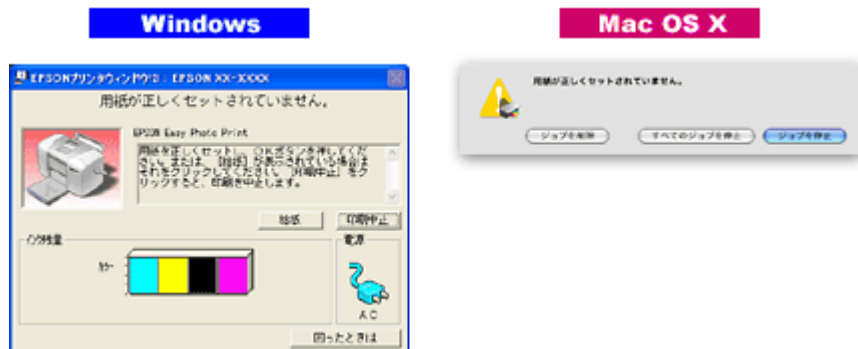 Windows
Mac OS X
EPSONプリンタウィンドウ!3 : EPSON XX-XXXX
用紙が正しくセットされていません。
EPSON Easy Photo Print
用紙を正しくセットし、OKボタンを押してくだ
さい。または、[給紙]が表示されている場合は
それをクリックしてください。[印刷中止]をク
リックすると、印刷を中止します。
給紙
印刷中止
インク残量
カラー
電源
AC
困ったときは
用紙が正しくセットされていません。
ジョブを削除
すべてのジョブを停止
ジョブを停止